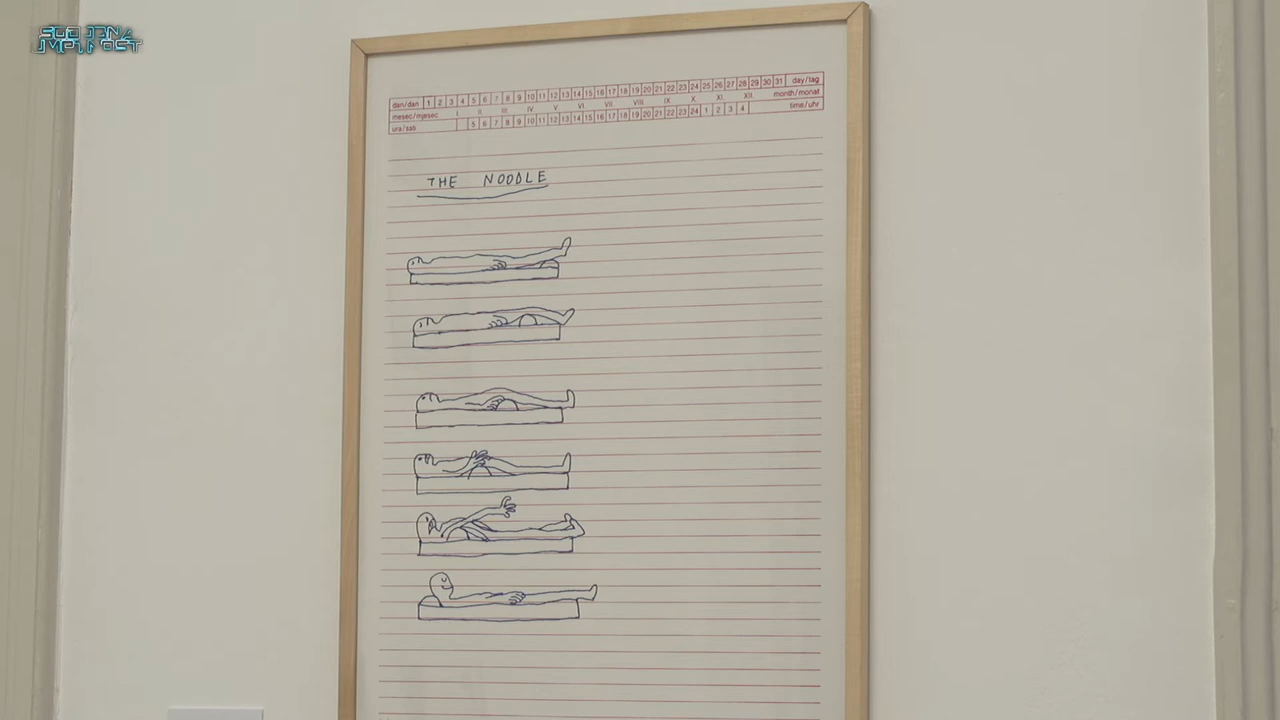 dan/dan 1 2 3 4 5 6 7 8 9 10 11 12 13 14 15 16 17 18 19 20 21 22 23 24 25 26 27 28 29 30 31 day/tag
mesec/mjesec I II III IV V VI VII VIII IX X XI XII month/monat
ura/sati 5 6 7 8 9 10 11 12 13 14 15 16 17 18 19 20 21 22 23 24 1 2 3 4 time/uhr
THE NOODLE